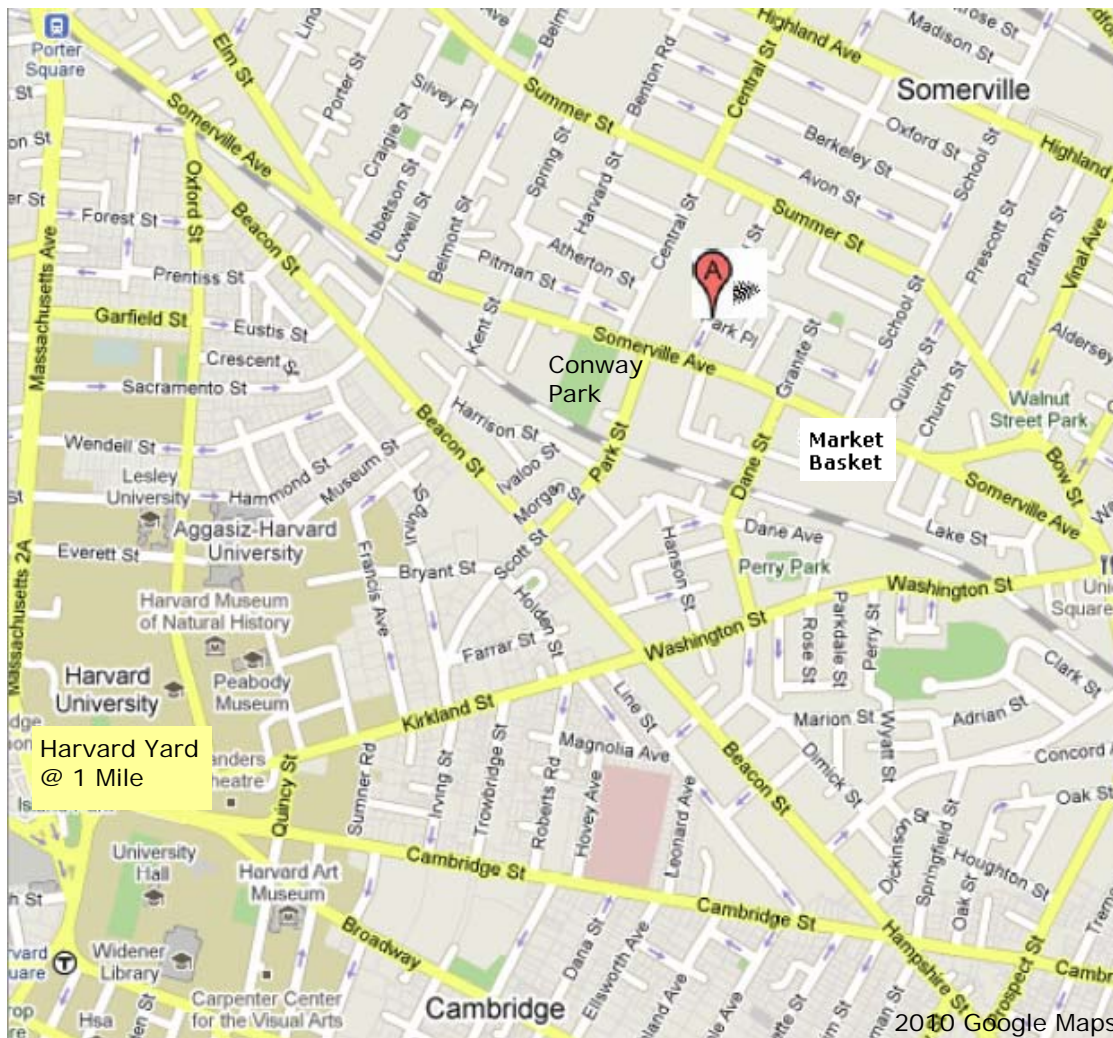 Porter
Square
Elm St
Porter St
Silvey Pl
Craigie St
Ibbetson St
Lowell St
Belmont St
Spring St
Harvard St
Benton Rd
Summer St
Central St
Highland Ave
Madison St
Somerville
Oxford St
Berkeley St
Avon St
School St
Highland
Somerville Ave
Oxford St
Beacon St
Forest St
Prentiss St
Garfield St
Eustis St
Crescent St
Sacramento St
Massachusetts Ave
Wendell St
Lesley
University
Hammond St
Museum St
Aggasiz-Harvard
University
Everett St
Massachusetts 2A
Harvard Museum
of Natural History
Peabody
Museum
Harvard
University
Francis Ave
Irving St
Bryant St
Scott St
Farrar St
Holden St
Kirkland St
Atherton St
Pitman St
Kent St
Central St
A
Park Pl
Summer St
Prescott St
Putnam St
Vinal Ave
Aldersey
School St
Granite St
Quincy St
Church St
Somerville Ave
Conway
Park
Harrison St
Ivaloo St
Morgan St
Park St
Beacon St
Dane St
Market
Basket
Walnut
Street Park
Bow St
Somerville Ave
Lake St
Dane Ave
Hanson St
Perry Park
Washington St
Washington St
Square
Rose St
Parkdale St
Perry St
Clark St
Adrian St
Marion St
Wyatt St
Concord
Dimick St
Line St
Magnolia Ave
Beacon St
Oak St
Dickinson St
Springfield St
Houghton St
Oak St
Harvard Yard
@ 1 Mile
Quincy St
Sumner Rd
Irving St
Trowbridge St
Roberts Rd
Hovey Ave
Leonard Ave
Cambridge St
Cambridge St
University
Hall
Harvard Art
Museum
Widener
Library
T
Broadway
Dana St
Ellsworth Ave
Hampshire St
Prospect St
Carpenter Center
for the Visual Arts
Hsa
Cambridge
2010 Google Maps